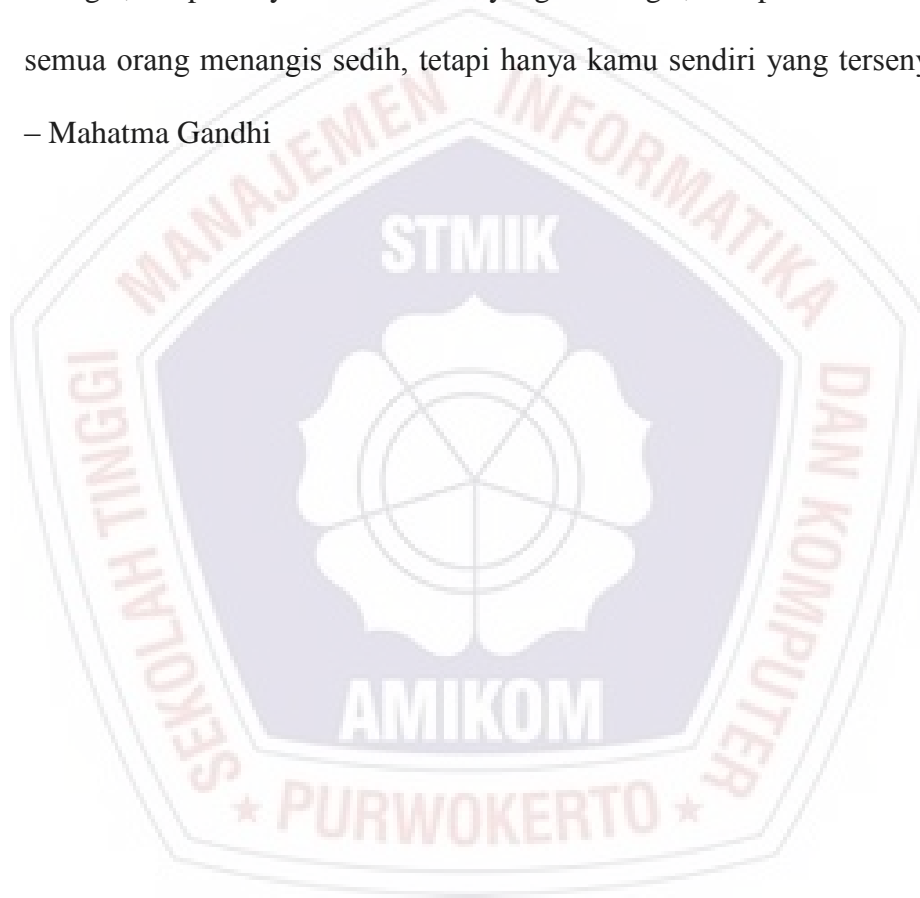 semua orang menangis sedih, tetapi hanya kamu sendiri yang
– Mahatma Gandhi
SEKOLAH TINGGI MANAJEMEN INFORMATIKA DAN KOMPUTER
STMIK
AMIKOM
★ PURWOKERTO ★